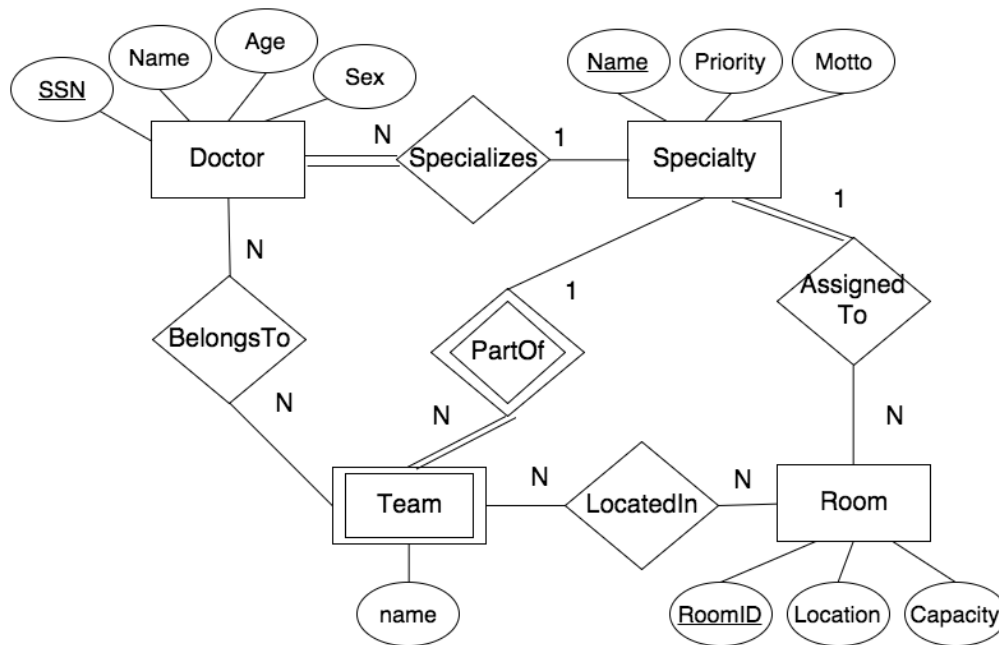 Age
Name
Sex
SSN
Name
Priority
Motto
Doctor
N
Specializes
1
Specialty
N
1
BelongsTo
1
Assigned
To
PartOf
N
N
N
Team
N
LocatedIn
N
Room
name
RoomID
Location
Capacity